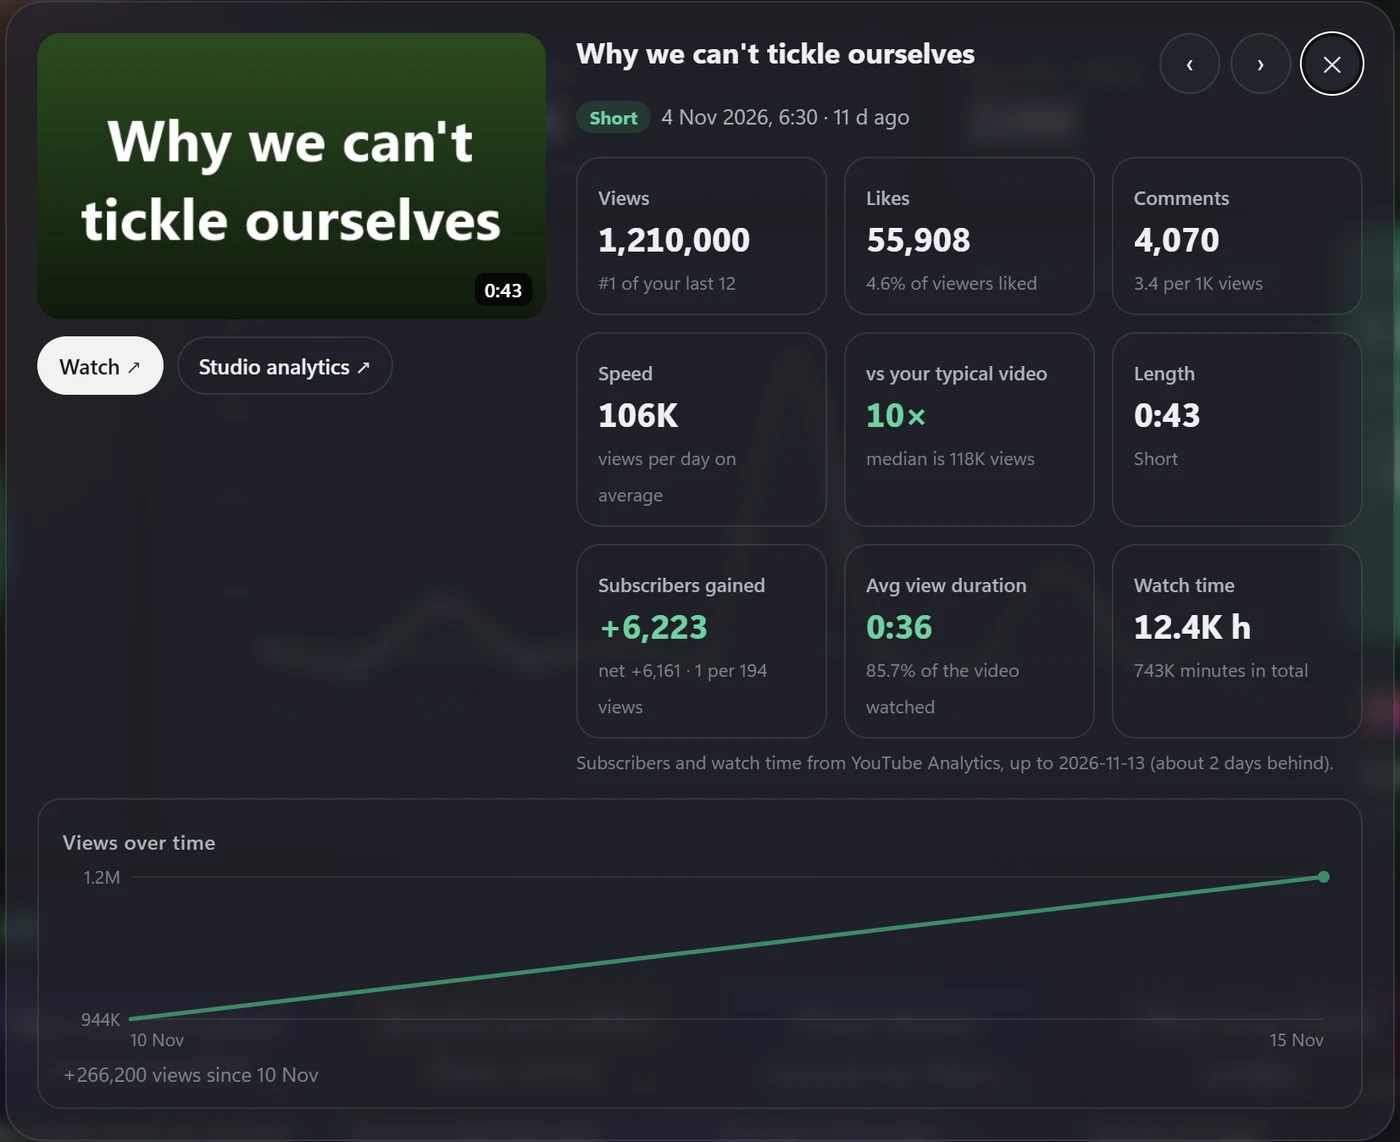 Why we can't
tickle ourselves
0:43
Watch ↗
Studio analytics ↗
Why we can't tickle ourselves
‹
›
×
Short
4 Nov 2026, 6:30 · 11 d ago
Views
1,210,000
#1 of your last 12
Likes
55,908
4.6% of viewers liked
Comments
4,070
3.4 per 1K views
Speed
106K
views per day on
average
vs your typical video
10×
median is 118K views
Length
0:43
Short
Subscribers gained
+6,223
net +6,161 · 1 per 194
views
Avg view duration
0:36
85.7% of the video
watched
Watch time
12.4K h
743K minutes in total
Subscribers and watch time from YouTube Analytics, up to 2026-11-13 (about 2 days behind).
Views over time
1.2M
944K
10 Nov
15 Nov
+266,200 views since 10 Nov